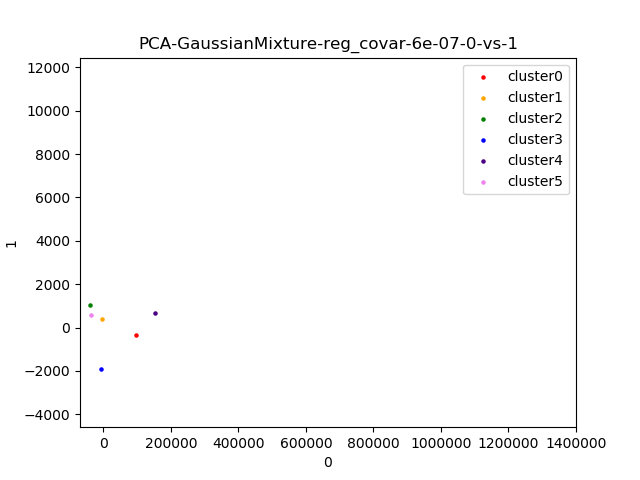 PCA-GaussianMixture-reg_covar-6e-07-0-vs-1
12000
10000
8000
6000
4000
2000
0
−2000
−4000
1
cluster0
cluster1
cluster2
cluster3
cluster4
cluster5
0 200000 400000 600000 800000 1000000 1200000 1400000
0